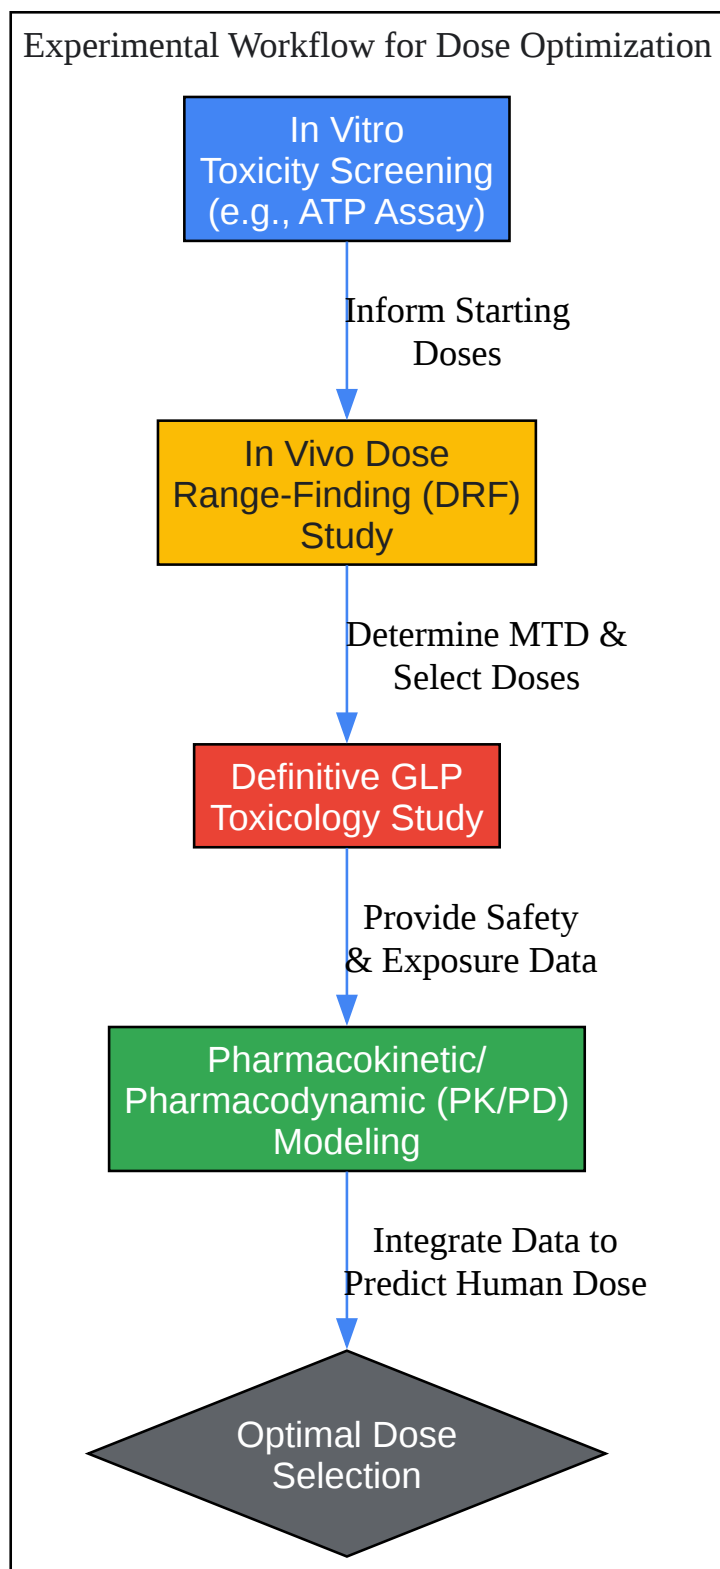 Experimental Workflow for Dose Optimization
In Vitro
Toxicity Screening
(e.g., ATP Assay)
Inform Starting
Doses
In Vivo Dose
Range-Finding (DRF)
Study
Determine MTD &
Select Doses
Definitive GLP
Toxicology Study
Provide Safety
& Exposure Data
Pharmacokinetic/
Pharmacodynamic (PK/PD)
Modeling
Integrate Data to
Predict Human Dose
Optimal Dose
Selection